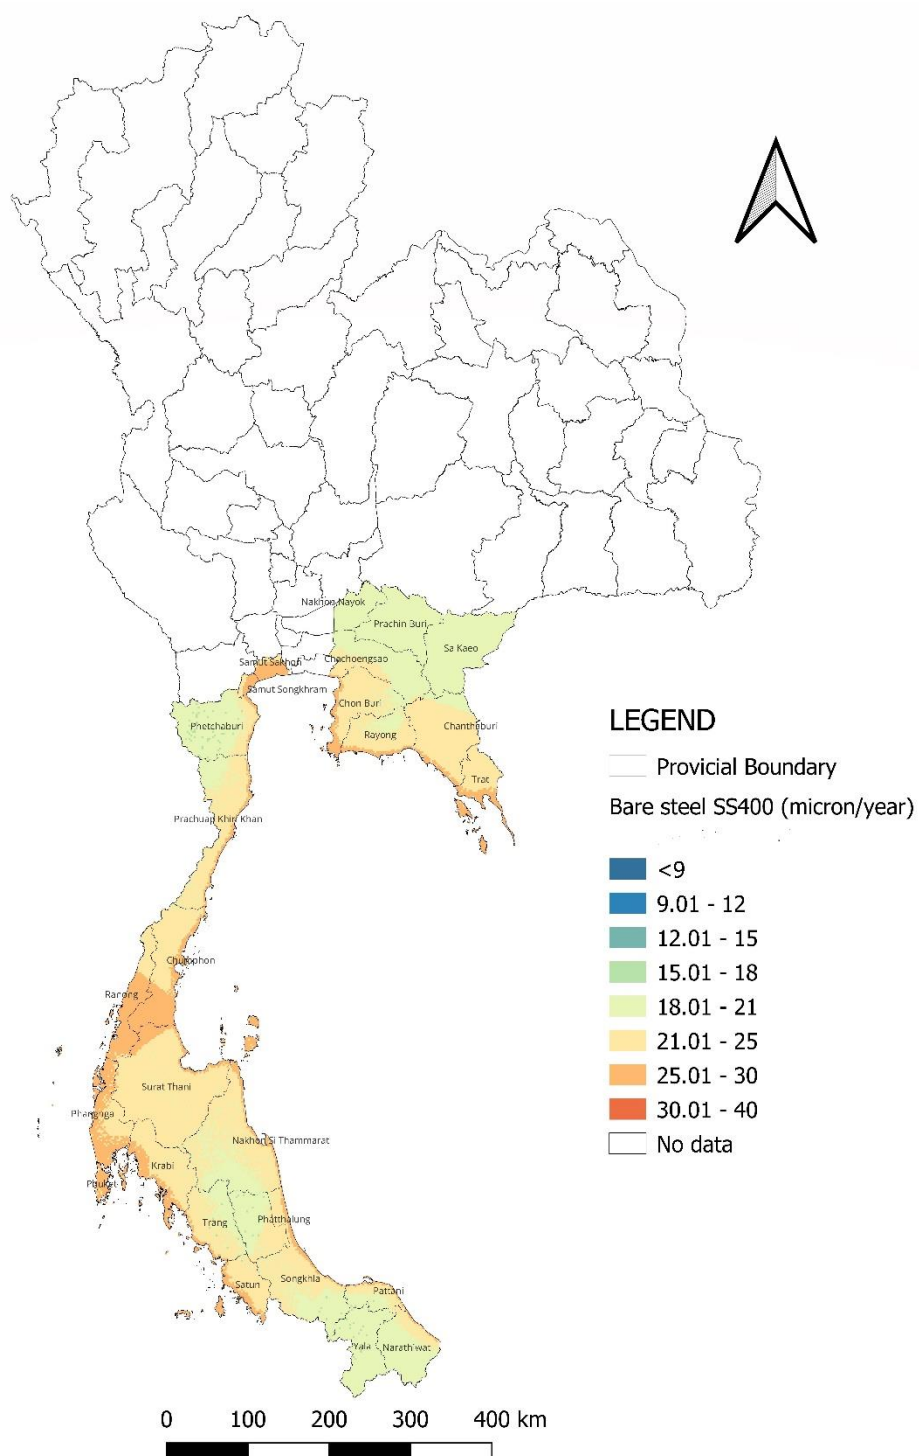 Nakhon Nayok
Prachin Buri
Sa Kaeo
Chachoengsao
Samut Sakhon
Samut Songkhram
Chon Buri
Phetchaburi
Chanthaburi
Rayong
LEGEND
Provicial Boundary
Trat
Bare steel SS400 (micron/year)
Prachuap Khiri Khan
<9
9.01 - 12
12.01 - 15
Chumphon
15.01 - 18
Ranong
18.01 - 21
21.01 - 25
25.01 - 30
Surat Thani
30.01 - 40
Phangnga
Nakhon Si Thammarat
No data
Krabi
Phuket
Trang
Phatthalung
Satun
Songkhla
Pattani
Yala
Narathiwat
0 100 200 300 400 km